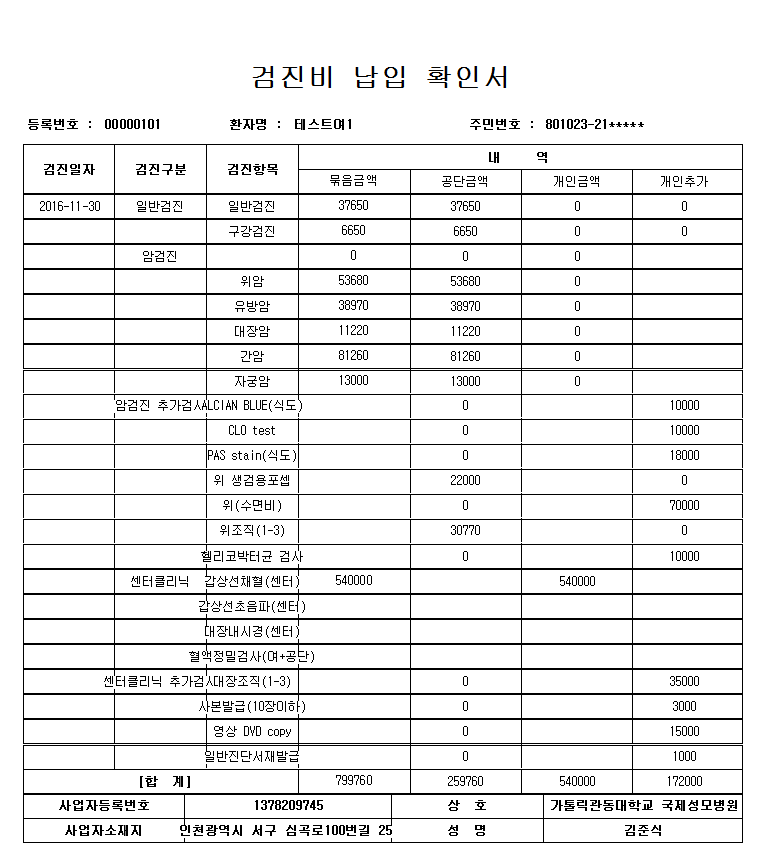 검진비 납입 확인서
등록번호 : 00000101 환자명 : 테스트여1 주민번호 : 801023-21*****
검진일자 검진구분 검진항목 내 역
묶음금액 공단금액 개인금액 개인추가
2016-11-30 일반검진 일반검진 37650 37650 0 0
구강검진 6650 6650 0 0
암검진 0 0 0
위암 53680 53680 0
유방암 38970 38970 0
대장암 11220 11220 0
간암 81260 81260 0
자궁암 13000 13000 0
암검진 추가검사 ALCIAN BLUE(식도) 0 10000
CLO test 0 10000
PAS stain(식도) 0 18000
위 생검용포셉 22000 0
위(수면비) 0 70000
위조직(1-3) 30770 0
헬리코박터균 검사 0 10000
센터클리닉 갑상선채혈(센터) 540000 540000
갑상선초음파(센터)
대장내시경(센터)
혈액정밀검사(여+공단)
센터클리닉 추가검사 대장조직(1-3) 0 35000
사본발급(10장이하) 0 3000
영상 DVD copy 0 15000
일반진단서재발급 0 1000
[합 계] 799760 259760 540000 172000
사업자등록번호 1378209745 상 호 가톨릭관동대학교 국제성모병원
사업자소재지 인천광역시 서구 심곡로100번길 25 성 명 김준식